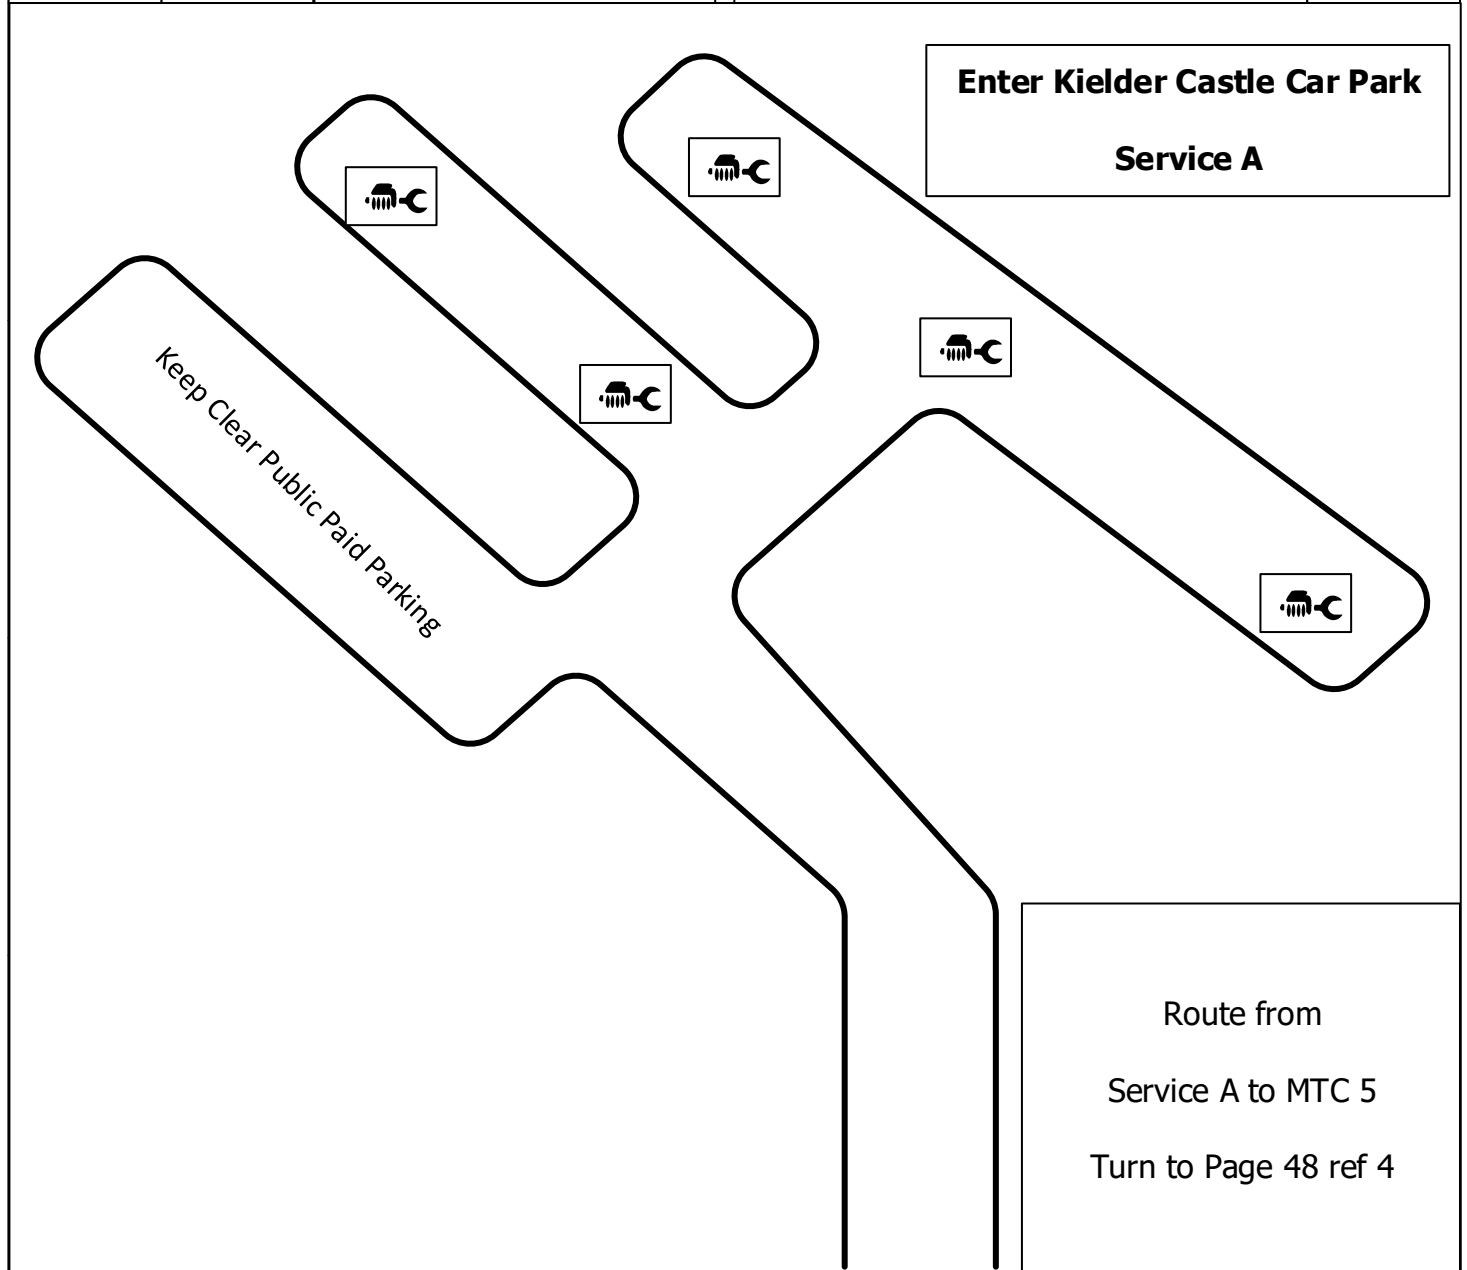 Enter Kielder Castle Car Park
Service A
Keep Clear Public Paid Parking
Route from
Service A to MTC 5
Turn to Page 48 ref 4